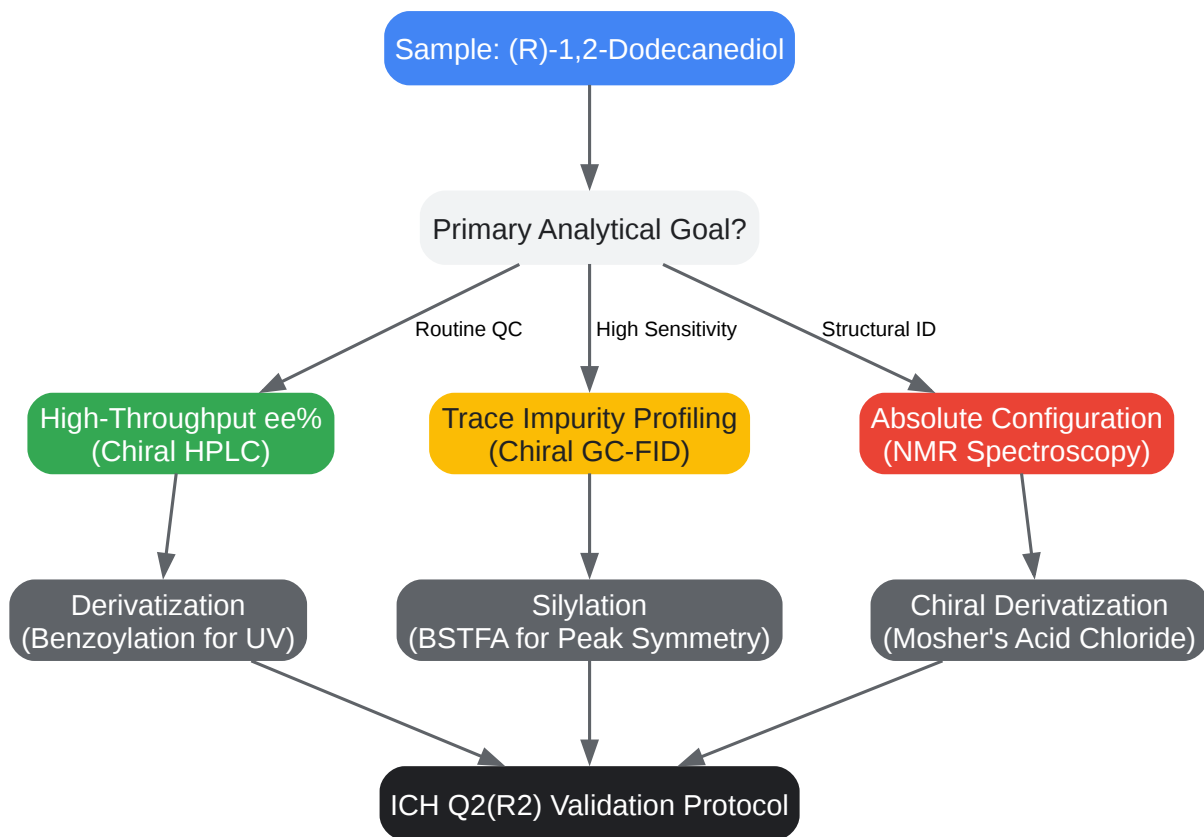 Sample: (R)-1,2-Dodecanediol
Primary Analytical Goal?
Routine QC
High Sensitivity
Structural ID
High-Throughput ee%
(Chiral HPLC)
Trace Impurity Profiling
(Chiral GC-FID)
Absolute Configuration
(NMR Spectroscopy)
Derivatization
(Benzoylation for UV)
Silylation
(BSTFA for Peak Symmetry)
Chiral Derivatization
(Mosher's Acid Chloride)
ICH Q2(R2) Validation Protocol